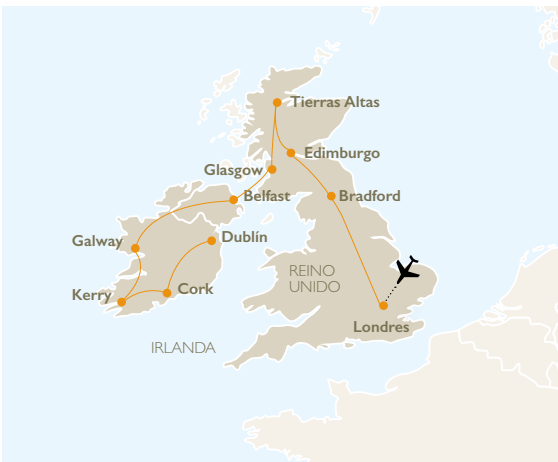 Tierras Altas
Edimburgo
Glasgow
Belfast
Bradford
Dublín
Galway
REINO
UNIDO
Kerry
Cork
Londres
IRLANDA